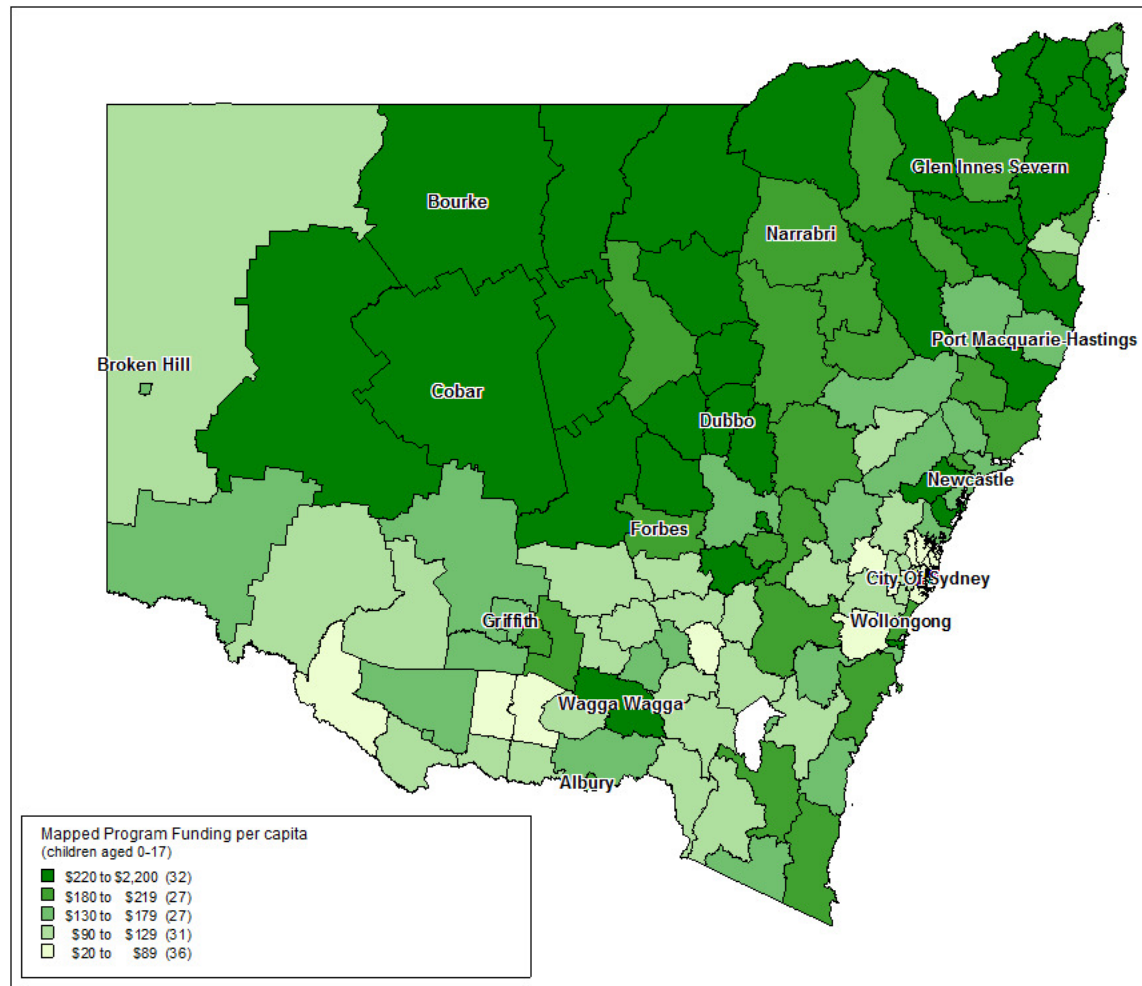 Glen Innes Severn
Bourke
Narrabri
Port Macquarie-Hastings
Broken Hill
Cobar
Dubbo
Newcastle
Forbes
City Of Sydney
Griffith
Wollongong
Wagga Wagga
Albury
Mapped Program Funding per capita
(children aged 0-17)
$220 to $2,200 (32)
$180 to $219 (27)
$130 to $179 (27)
$90 to $129 (31)
$20 to $89 (36)